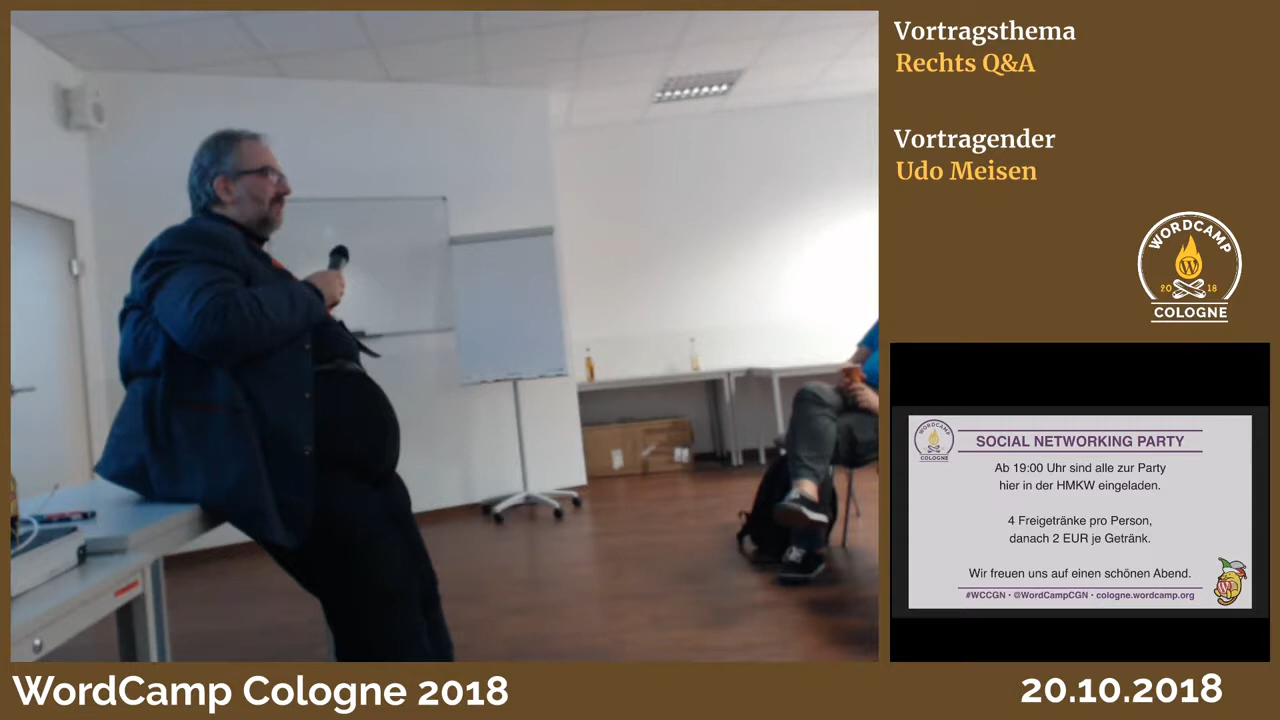 Vortragsthema
Rechts Q&A
Vortragender
Udo Meisen
WORDCAMP
20 18
COLOGNE
WORDCAMP
COLOGNE
SOCIAL NETWORKING PARTY
Ab 19:00 Uhr sind alle zur Party
hier in der HMKW eingeladen.
4 Freigetränke pro Person,
danach 2 EUR je Getränk.
Wir freuen uns auf einen schönen Abend.
#WCCGN • @WordCampCGN • cologne.wordcamp.org
WordCamp Cologne 2018
20.10.2018